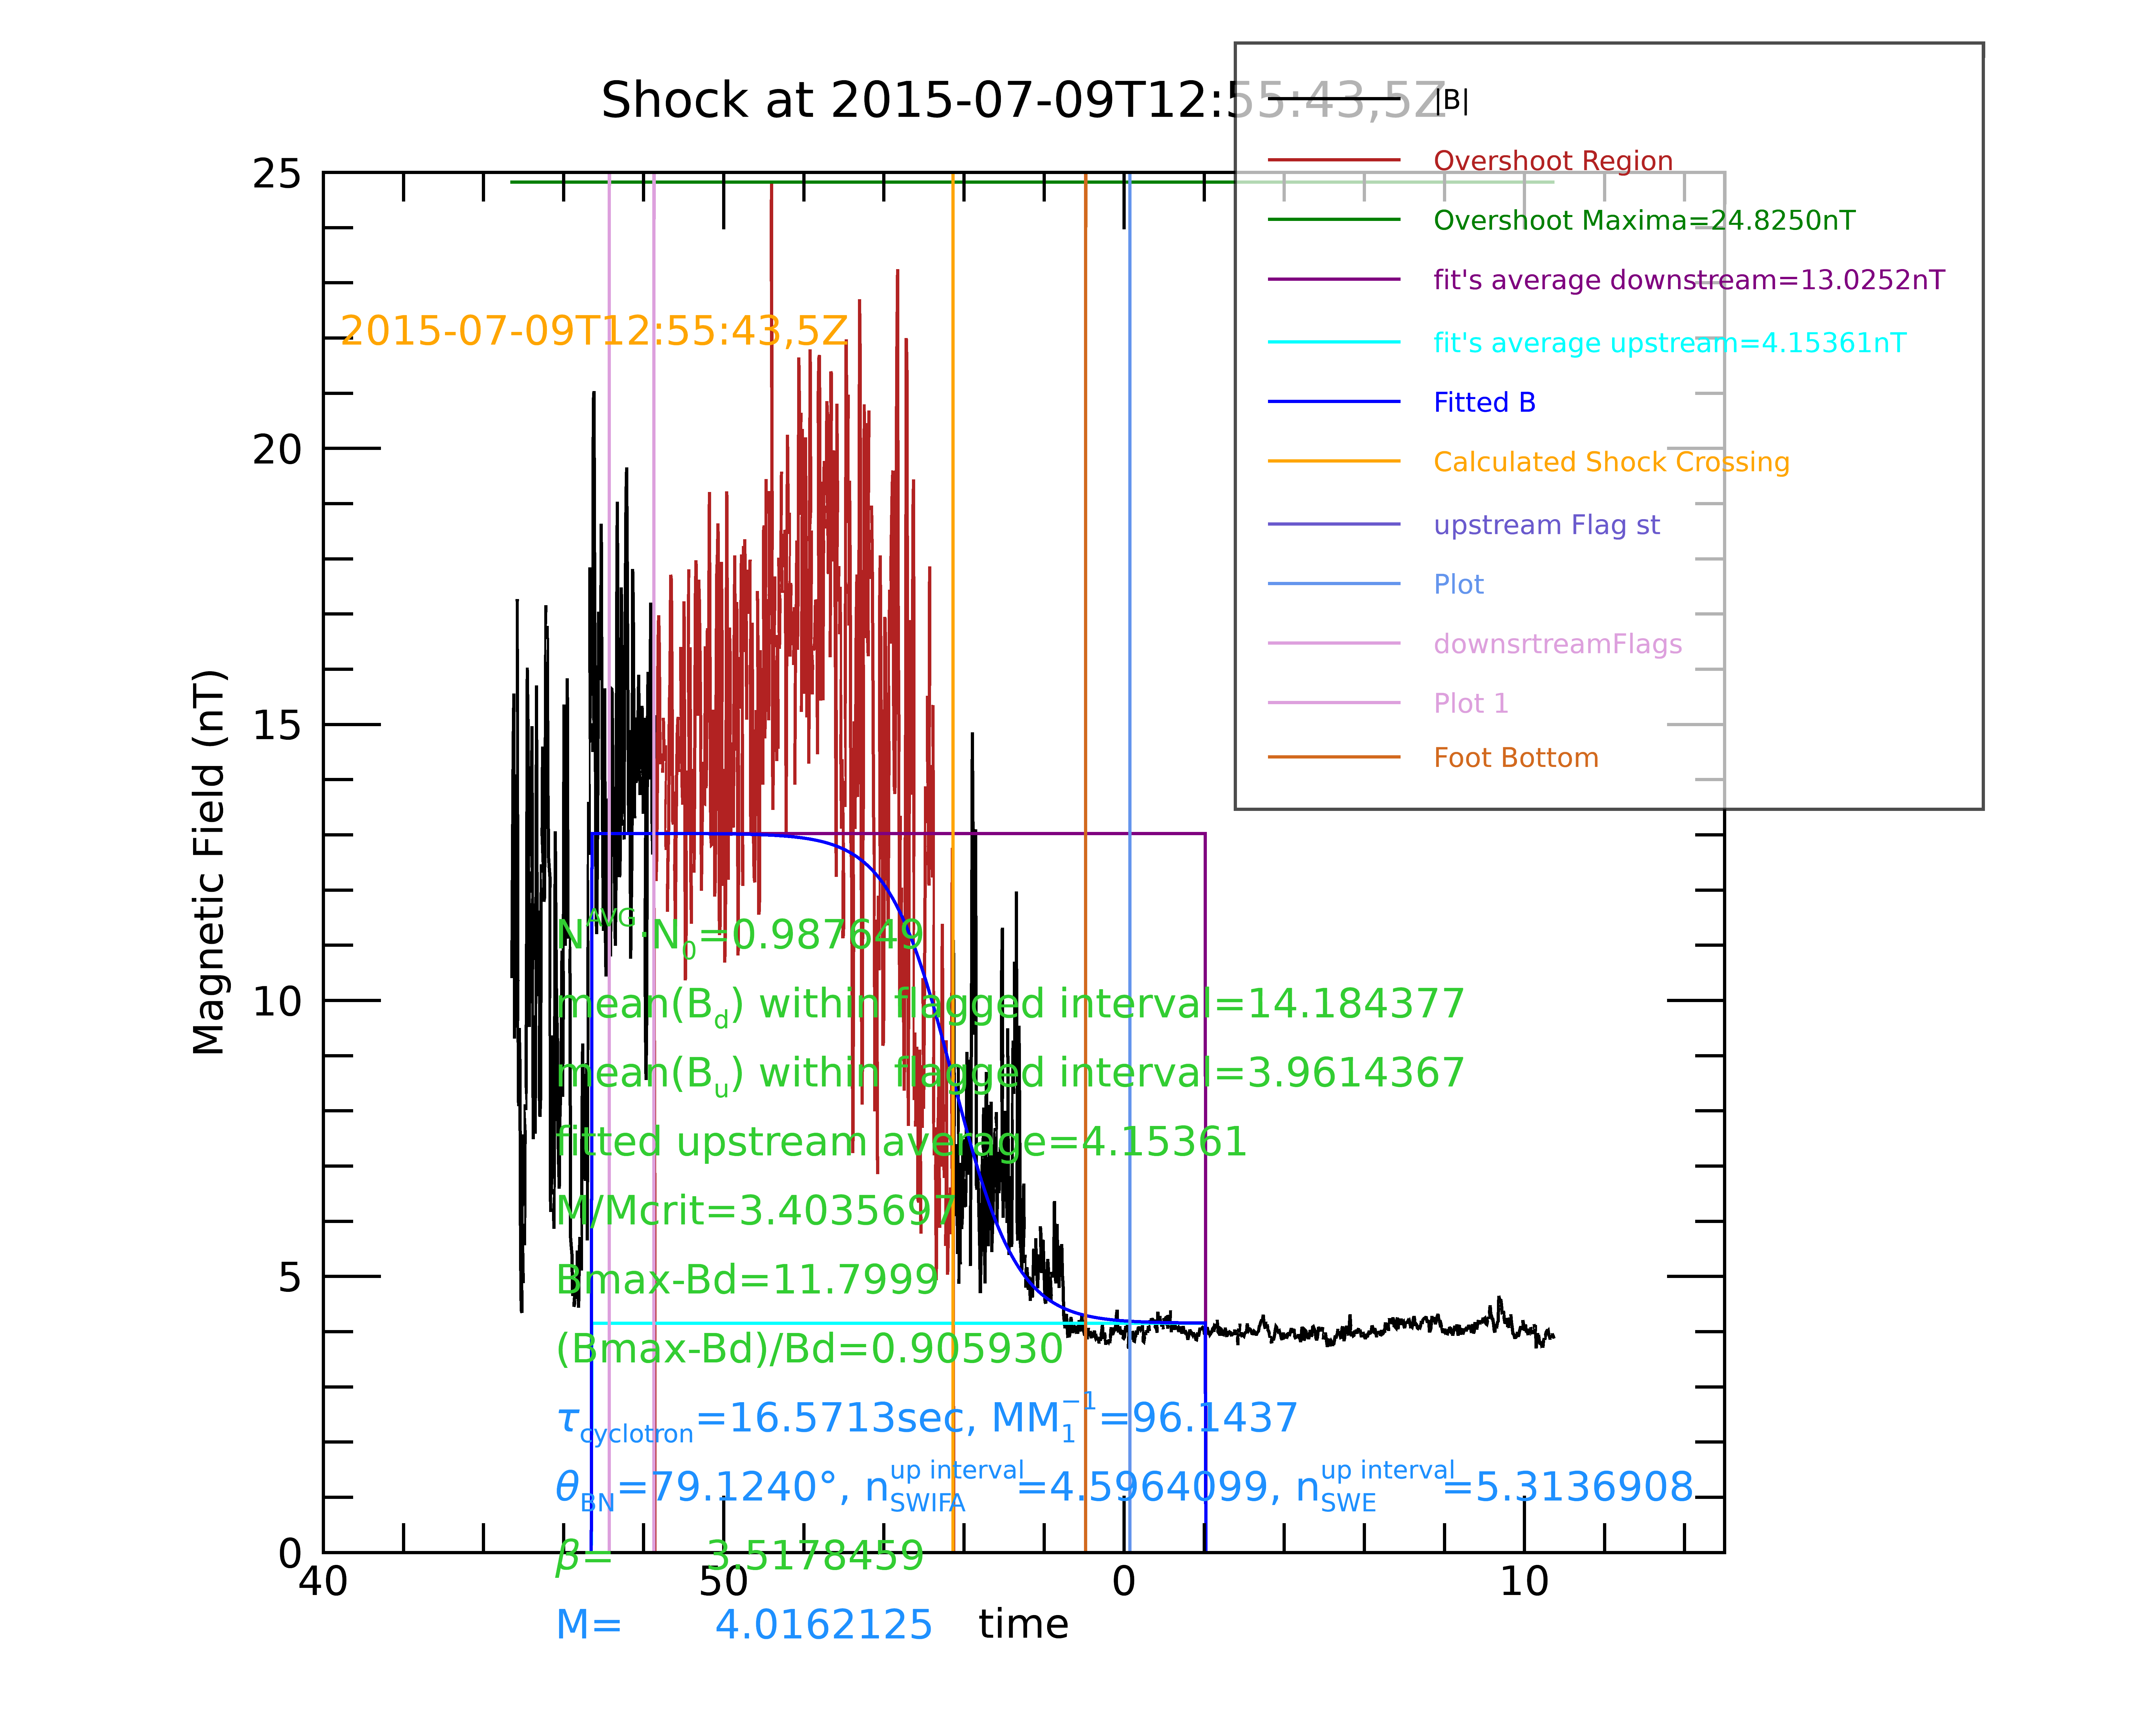 Shock at 2015-07-09T12:55:43,5Z
|B|
Overshoot Region
Overshoot Maxima=24.8250nT
fit's average downstream=13.0252nT
fit's average upstream=4.15361nT
Fitted B
Calculated Shock Crossing
upstream Flag st
Plot
downsrtreamFlags
Plot 1
Foot Bottom
25
20
15
10
5
0
Magnetic Field (nT)
2015-07-09T12:55:43,5Z
N^AVG·N_0=0.987649
mean(B_d) within flagged interval=14.184377
mean(B_u) within flagged interval=3.9614367
fitted upstream average=4.15361
M/Mcrit=3.4035697
Bmax-Bd=11.7999
(Bmax-Bd)/Bd=0.905930
τ_cyclotron=16.5713sec, MM_1^−1=96.1437
θ_BN=79.1240°, n_SWIFA^up interval=4.5964099, n_SWE^up interval=5.3136908
β= 3.5178459
40 50 0 10
M= 4.0162125
time